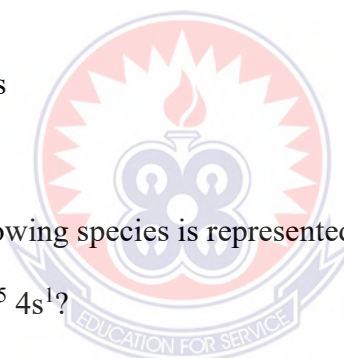 s
owing species is represented
⁵ 4s¹?
EDUCATION FOR SERVICE